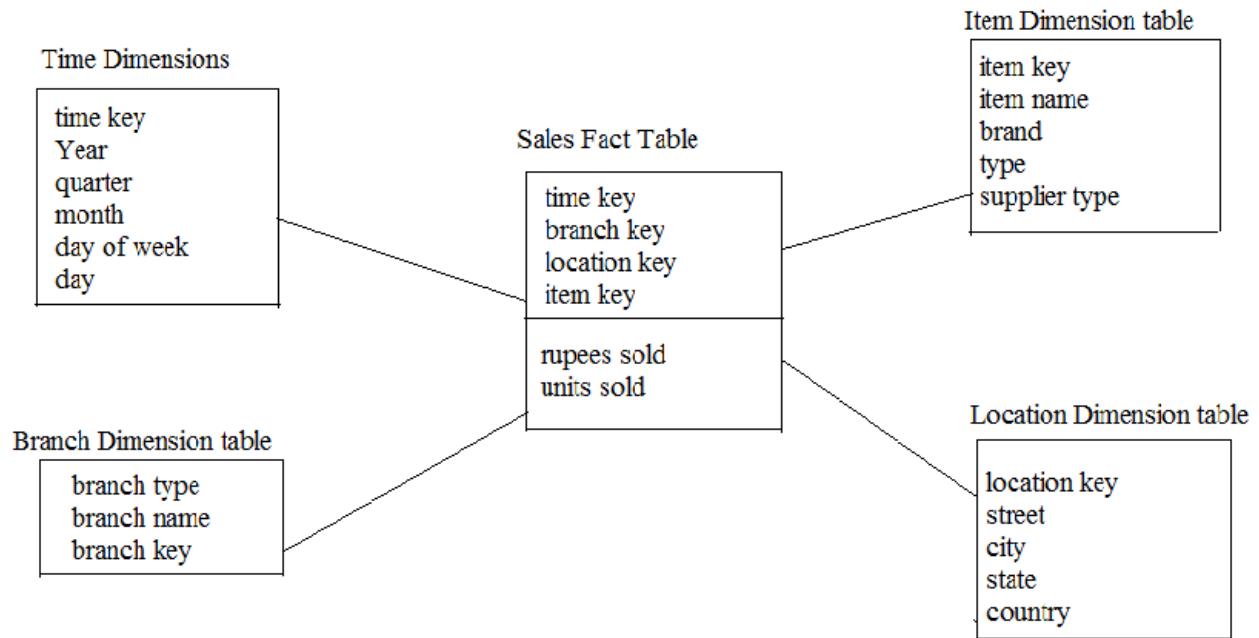 Time Dimensions
time key
Year
quarter
month
day of week
day
Sales Fact Table
time key
branch key
location key
item key
rupees sold
units sold
Item Dimension table
item key
item name
brand
type
supplier type
Branch Dimension table
branch type
branch name
branch key
Location Dimension table
location key
street
city
state
country